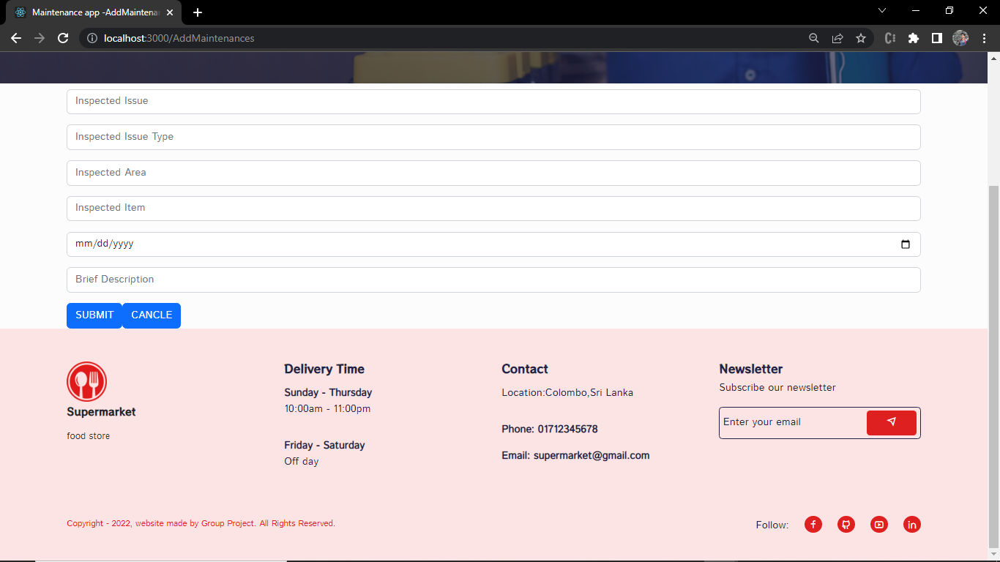 Maintenance app -AddMaintena
localhost:3000/AddMaintenances
Inspected Issue
Inspected Issue Type
Inspected Area
Inspected Item
mm/dd/yyyy
Brief Description
SUBMIT CANCLE
Supermarket
food store
Delivery Time
Sunday - Thursday
10:00am - 11:00pm
Friday - Saturday
Off day
Contact
Location:Colombo,Sri Lanka
Phone: 01712345678
Email: supermarket@gmail.com
Newsletter
Subscribe our newsletter
Enter your email
Copyright - 2022, website made by Group Project. All Rights Reserved.
Follow: